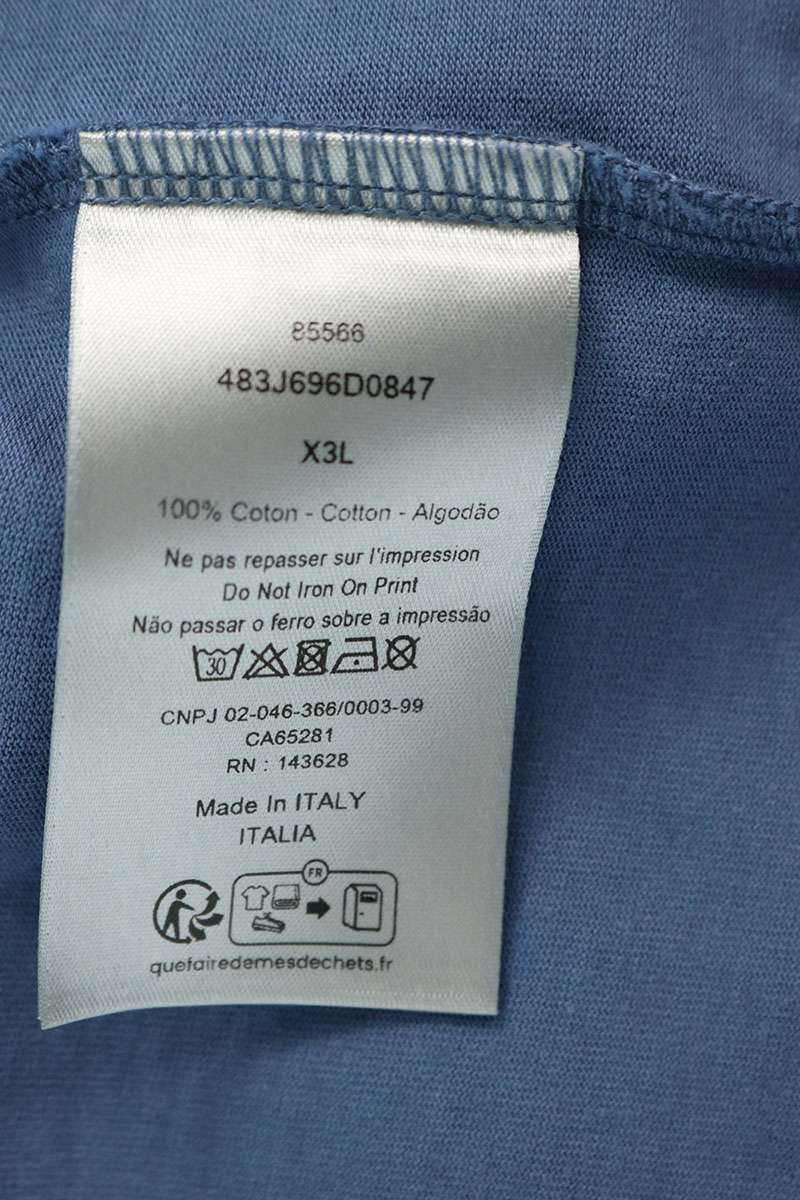 85566
483J696D0847
X3L
100% Coton - Cotton - Algodão
Ne pas repasser sur l'impression
Do Not Iron On Print
Não passar o ferro sobre a impressão
30
CNPJ 02-046-366/0003-99
CA65281
RN : 143628
Made In ITALY
ITALIA
FR
quefairedemesdechets.fr